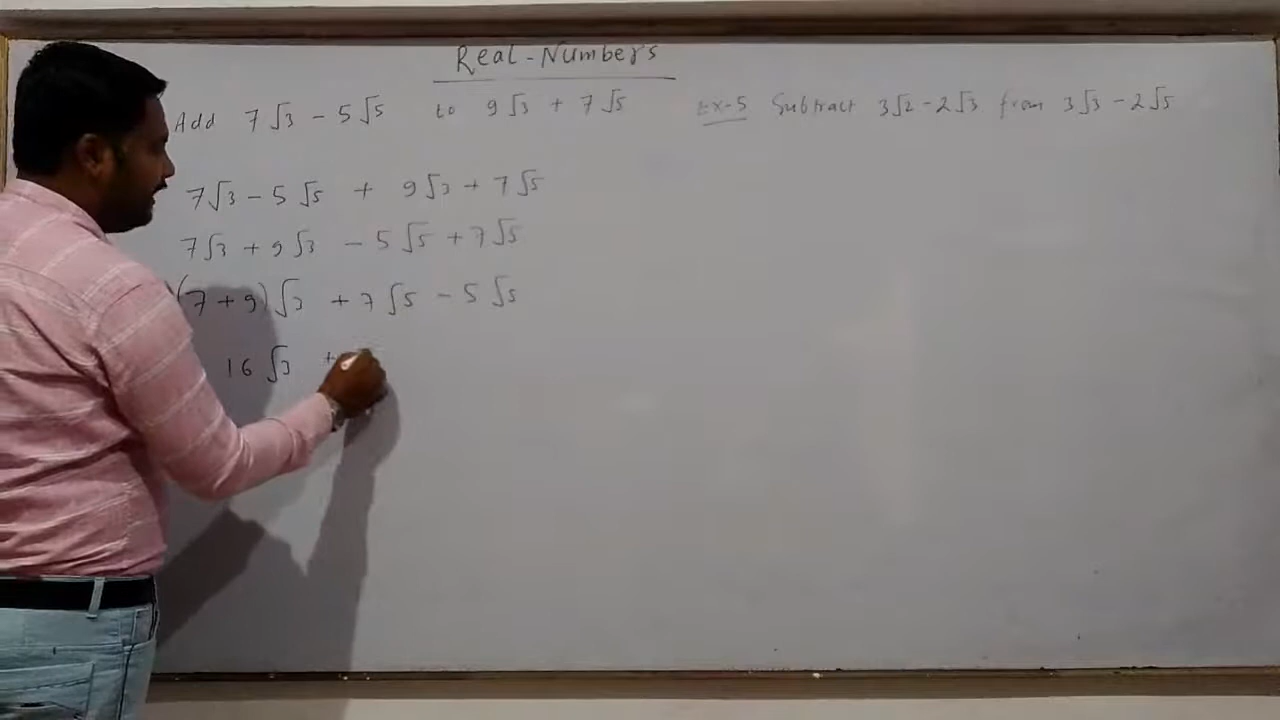 Real-Numbers
Add 7√3 - 5√5 to 9√3 + 7√5
7√3 - 5√5 + 9√3 + 7√5
7√3 + 9√3 - 5√5 + 7√5
(7+9)√3 + 7√5 - 5√5
16√3 +
Ex-5 Subtract 3√2 - 2√3 from 3√3 - 2√5